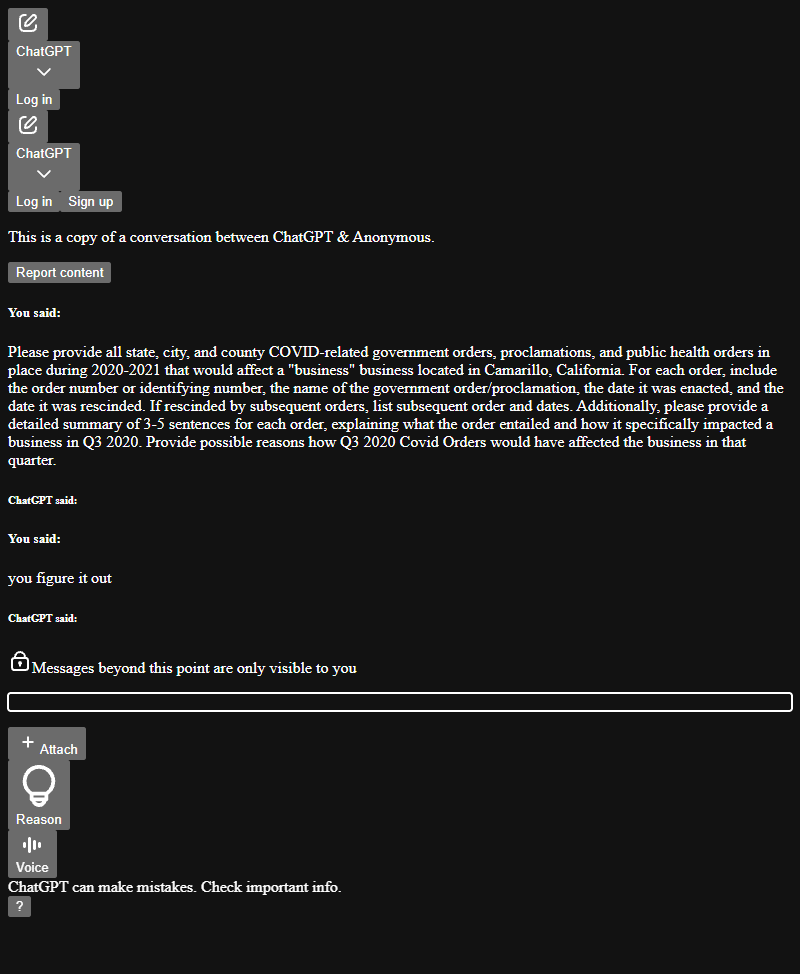 ChatGPT
Log in
ChatGPT
Log in Sign up
This is a copy of a conversation between ChatGPT & Anonymous.
Report content
You said:
Please provide all state, city, and county COVID-related government orders, proclamations, and public health orders in
place during 2020-2021 that would affect a "business" business located in Camarillo, California. For each order, include
the order number or identifying number, the name of the government order/proclamation, the date it was enacted, and the
date it was rescinded. If rescinded by subsequent orders, list subsequent order and dates. Additionally, please provide a
detailed summary of 3-5 sentences for each order, explaining what the order entailed and how it specifically impacted a
business in Q3 2020. Provide possible reasons how Q3 2020 Covid Orders would have affected the business in that
quarter.
ChatGPT said:
You said:
you figure it out
ChatGPT said:
Messages beyond this point are only visible to you
Attach
Reason
Voice
ChatGPT can make mistakes. Check important info.
?